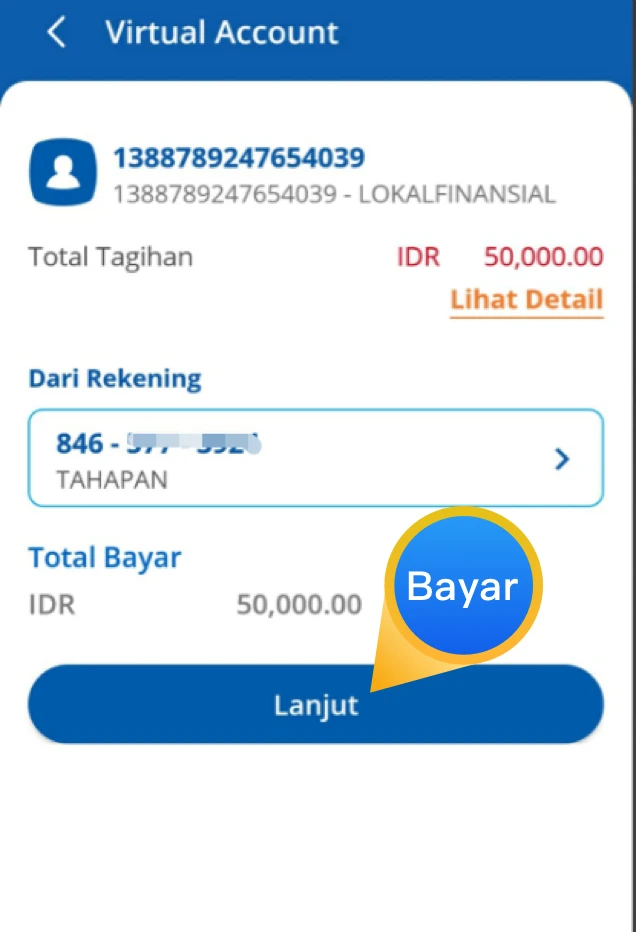 Virtual Account
1388789247654039
1388789247654039 - LOKALFINANSIAL
Total Tagihan IDR 50,000.00
Lihat Detail
Dari Rekening
846 -
TAHAPAN
Total Bayar
Bayar
IDR 50,000.00
Lanjut